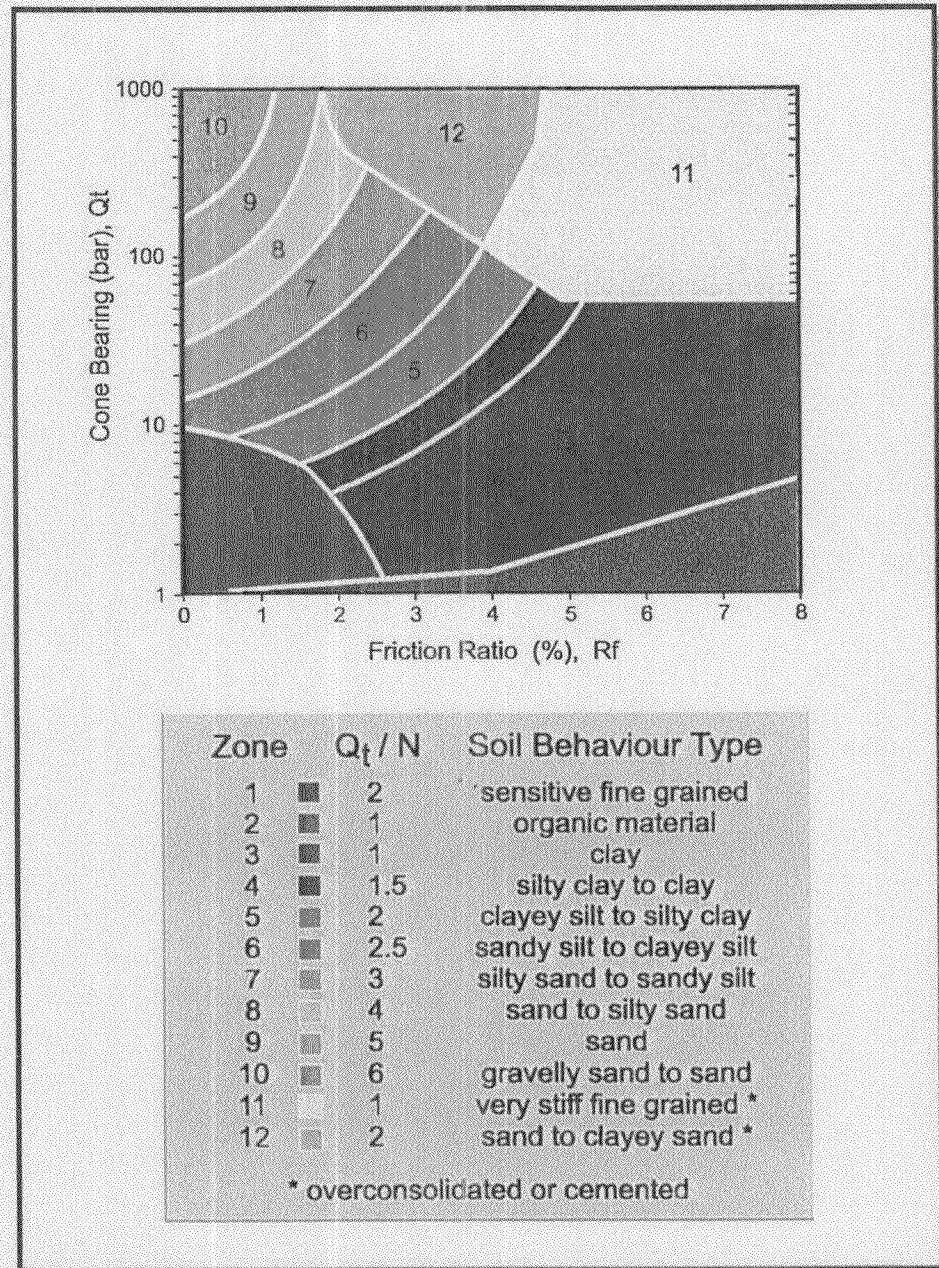 1000
10
12
11
9
8
100
7
6
5
10
1
1
0 1 2 3 4 5 6 7 8
Cone Bearing (bar), Qt
Friction Ratio (%), Rf
Zone Qt / N Soil Behaviour Type
1 2 sensitive fine grained
2 1 organic material
3 1 clay
4 1.5 silty clay to clay
5 2 clayey silt to silty clay
6 2.5 sandy silt to clayey silt
7 3 silty sand to sandy silt
8 4 sand to silty sand
9 5 sand
10 6 gravelly sand to sand
11 1 very stiff fine grained *
12 2 sand to clayey sand *
* overconsolidated or cemented